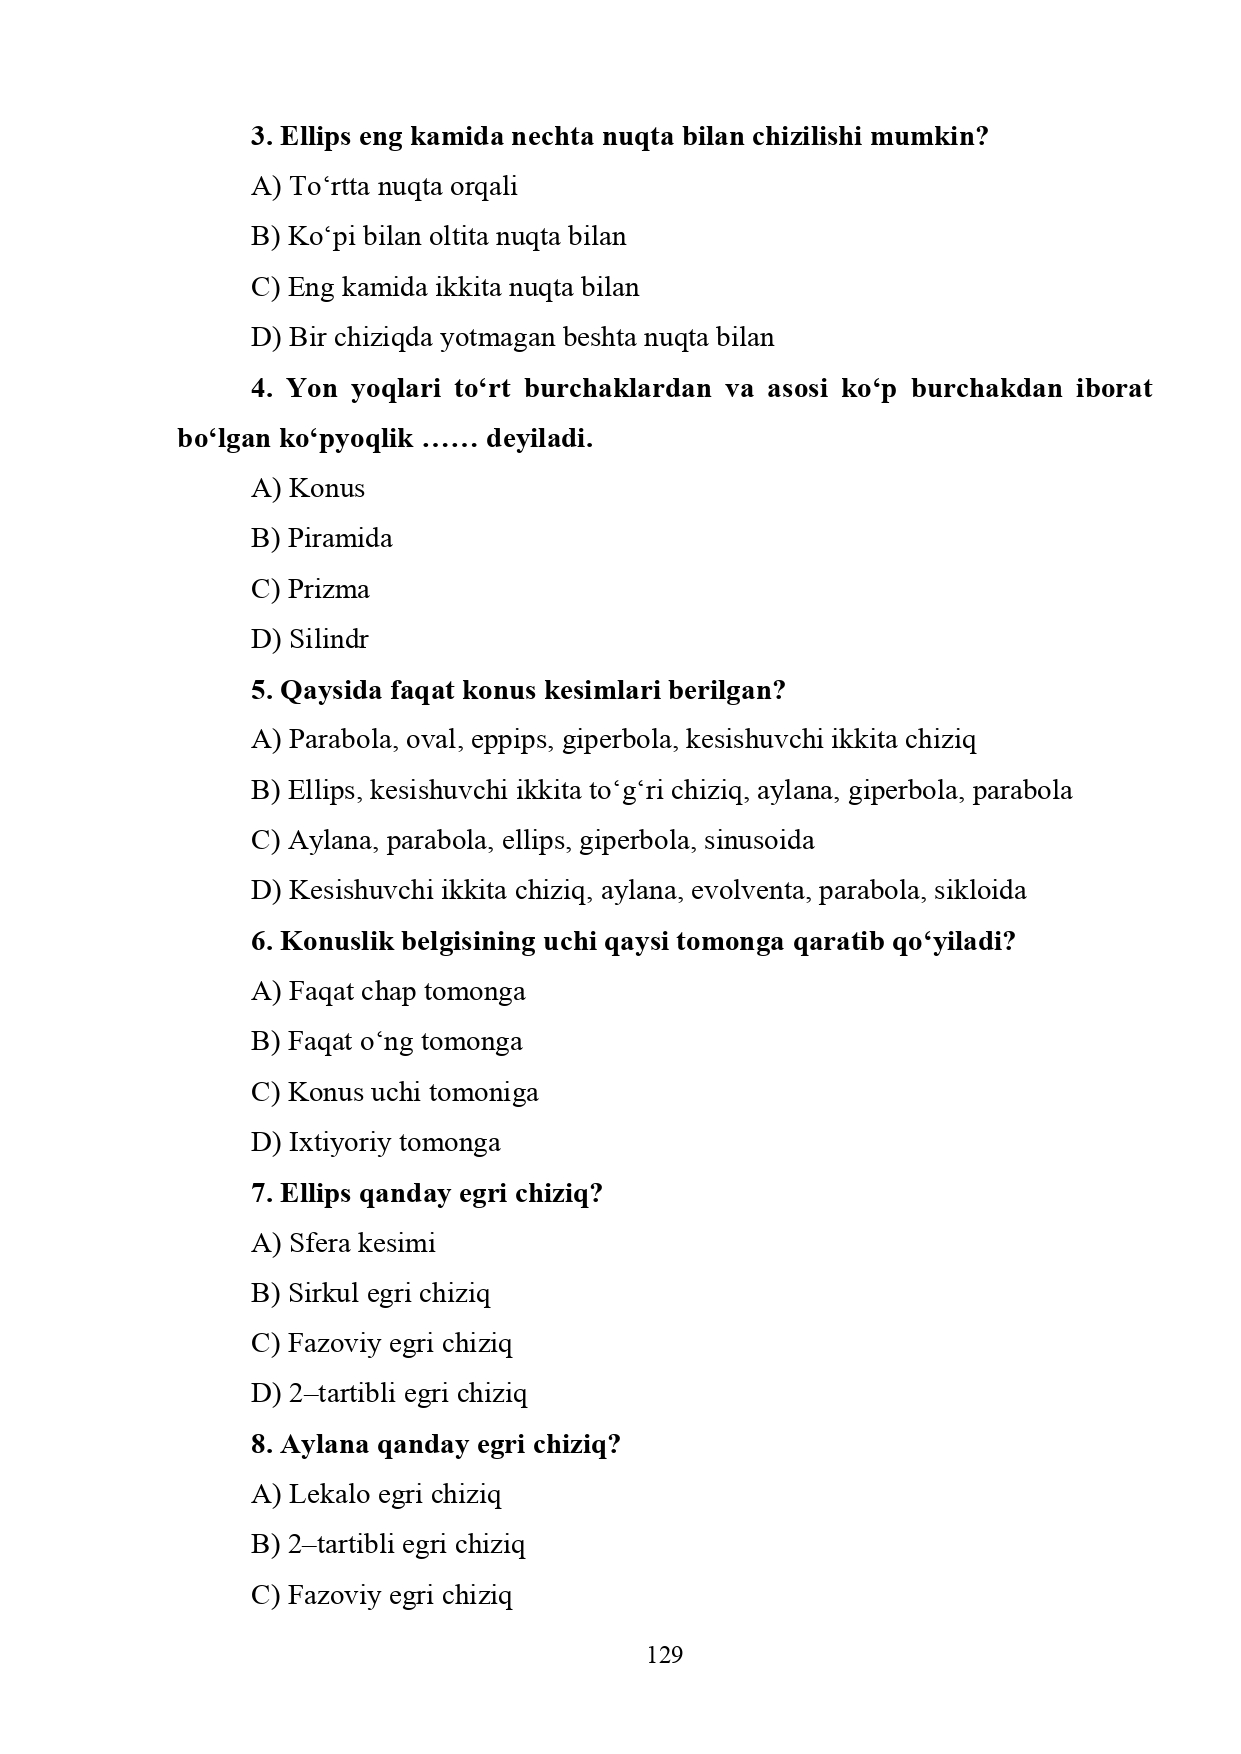 3. Ellips eng kamida nechta nuqta bilan chizilishi mumkin?
A) To‘rtta nuqta orqali
B) Ko‘pi bilan oltita nuqta bilan
C) Eng kamida ikkita nuqta bilan
D) Bir chiziqda yotmagan beshta nuqta bilan
4. Yon yoqlari to‘rt burchaklardan va asosi ko‘p burchakdan iborat
bo‘lgan ko‘pyoqlik …… deyiladi.
A) Konus
B) Piramida
C) Prizma
D) Silindr
5. Qaysida faqat konus kesimlari berilgan?
A) Parabola, oval, eppips, giperbola, kesishuvchi ikkita chiziq
B) Ellips, kesishuvchi ikkita to‘g‘ri chiziq, aylana, giperbola, parabola
C) Aylana, parabola, ellips, giperbola, sinusoida
D) Kesishuvchi ikkita chiziq, aylana, evolventa, parabola, sikloida
6. Konuslik belgisining uchi qaysi tomonga qaratib qo‘yiladi?
A) Faqat chap tomonga
B) Faqat o‘ng tomonga
C) Konus uchi tomoniga
D) Ixtiyoriy tomonga
7. Ellips qanday egri chiziq?
A) Sfera kesimi
B) Sirkul egri chiziq
C) Fazoviy egri chiziq
D) 2–tartibli egri chiziq
8. Aylana qanday egri chiziq?
A) Lekalo egri chiziq
B) 2–tartibli egri chiziq
C) Fazoviy egri chiziq
129